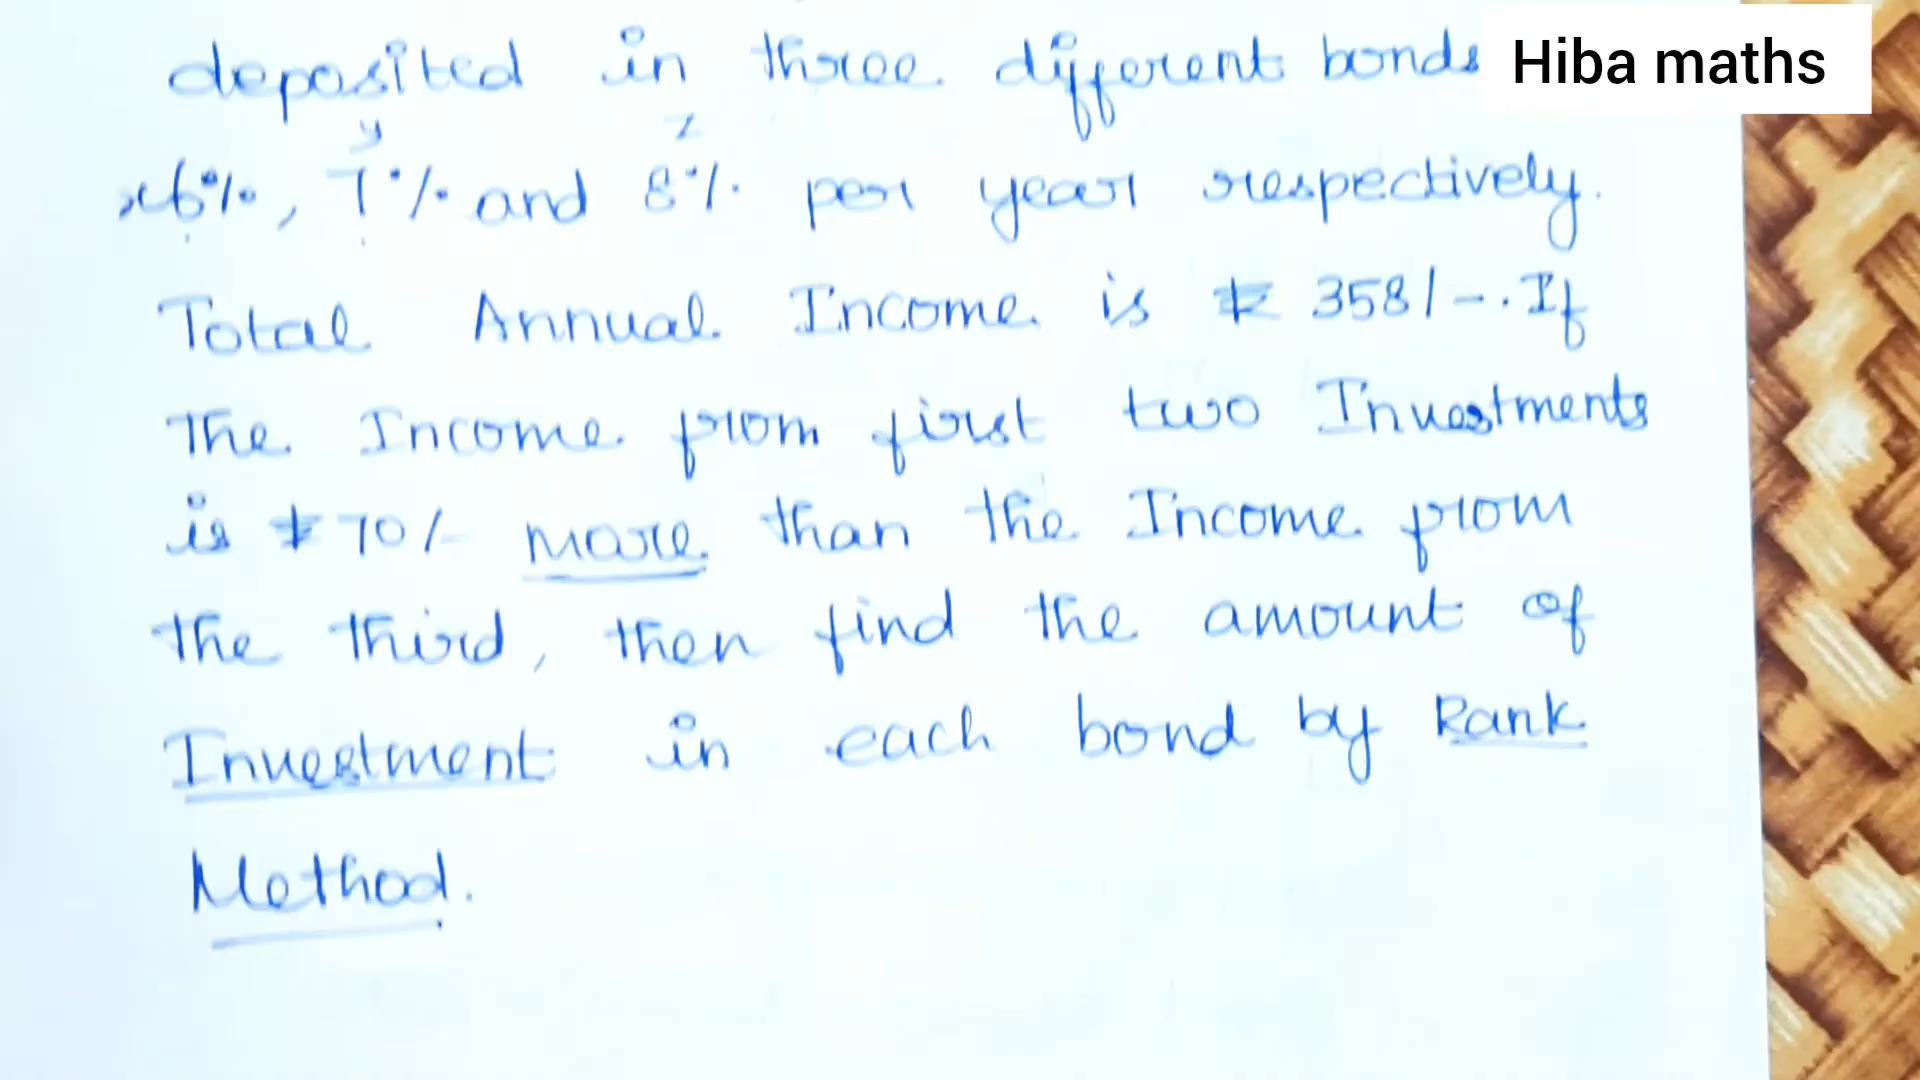 deposited in three different bonds
Hiba maths
y z
x 6%, 7% and 8% per year respectively.
Total Annual Income is ₹ 358/-. If
the Income from first two Investments
is ₹ 70/- more than the Income from
the third, then find the amount of
Investment in each bond by Rank
Method.